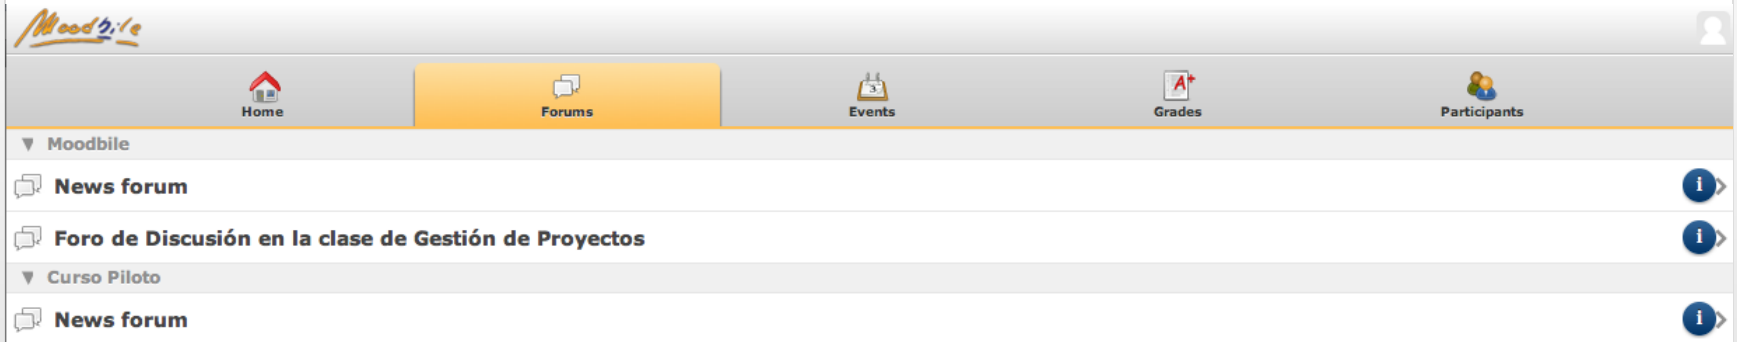 Moodbile
Home
Forums
Events
Grades
Participants
Moodbile
News forum
Foro de Discusión en la clase de Gestión de Proyectos
Curso Piloto
News forum